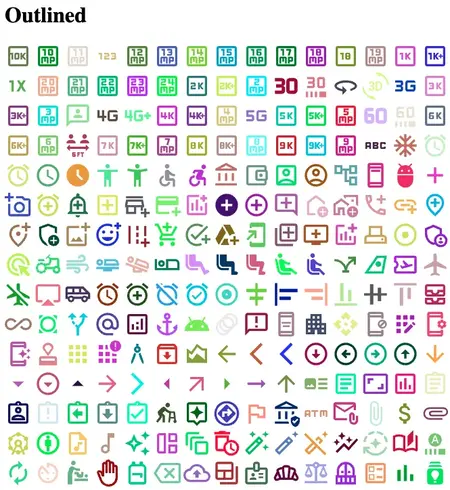 Outlined
10K 10 MP 11 MP 123 12 MP 13 MP 14 MP 15 MP 16 MP 17 MP 18 MP 18 19 MP 1K 1K+
1X 20 MP 21 MP 22 MP 23 MP 24 MP 2K 2K+ 2 MP 30 30 3D 3G 3K
3K+ 3 MP 4G 4G+ 4K 4K+ 4 MP 5G 5K 5K+ 5 MP 60 60 6K
6K+ 6 MP 6FT 7K 7K+ 7 MP 8K 8K+ 8 MP 9K 9K+ 9 MP ABC
ATM
A